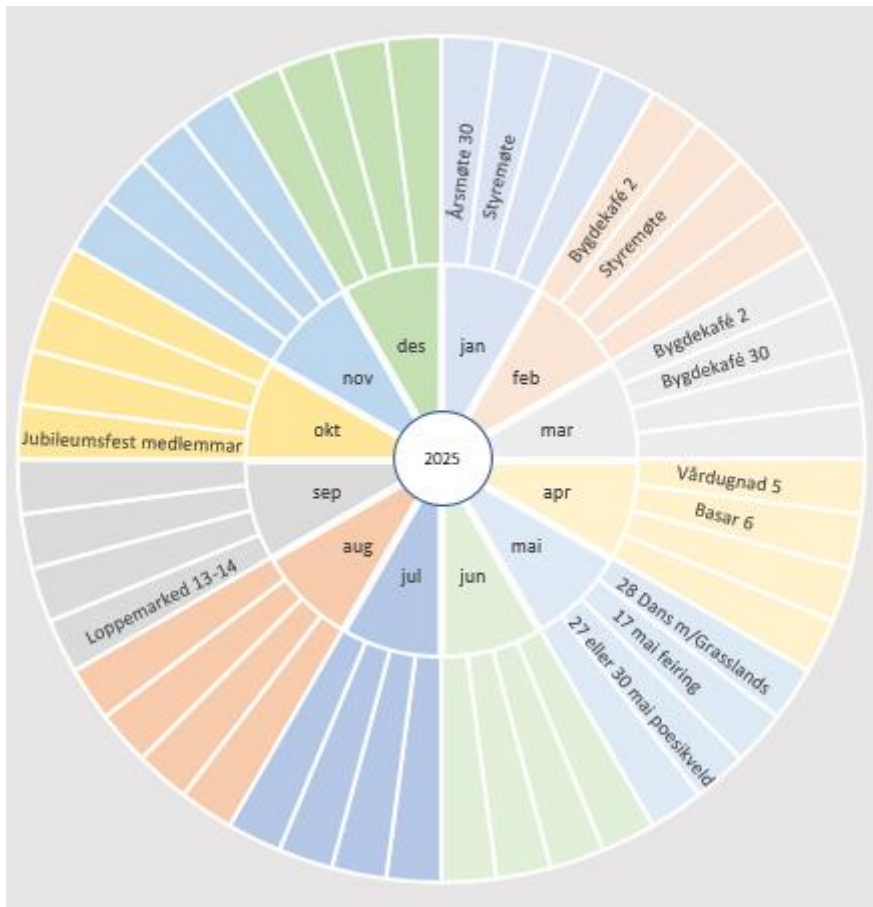 2025
jan
Årsmøte 30
Styremøte
feb
Bygdekafé 2
Styremøte
mar
Bygdekafé 2
Bygdekafé 30
apr
Vårdugnad 5
Basar 6
mai
28 Dans m/Grasslands
17 mai feiring
27 eller 30 mai poesikveld
jun
jul
aug
sep
Loppemarked 13-14
okt
Jubileumsfest medlemmar
nov
des